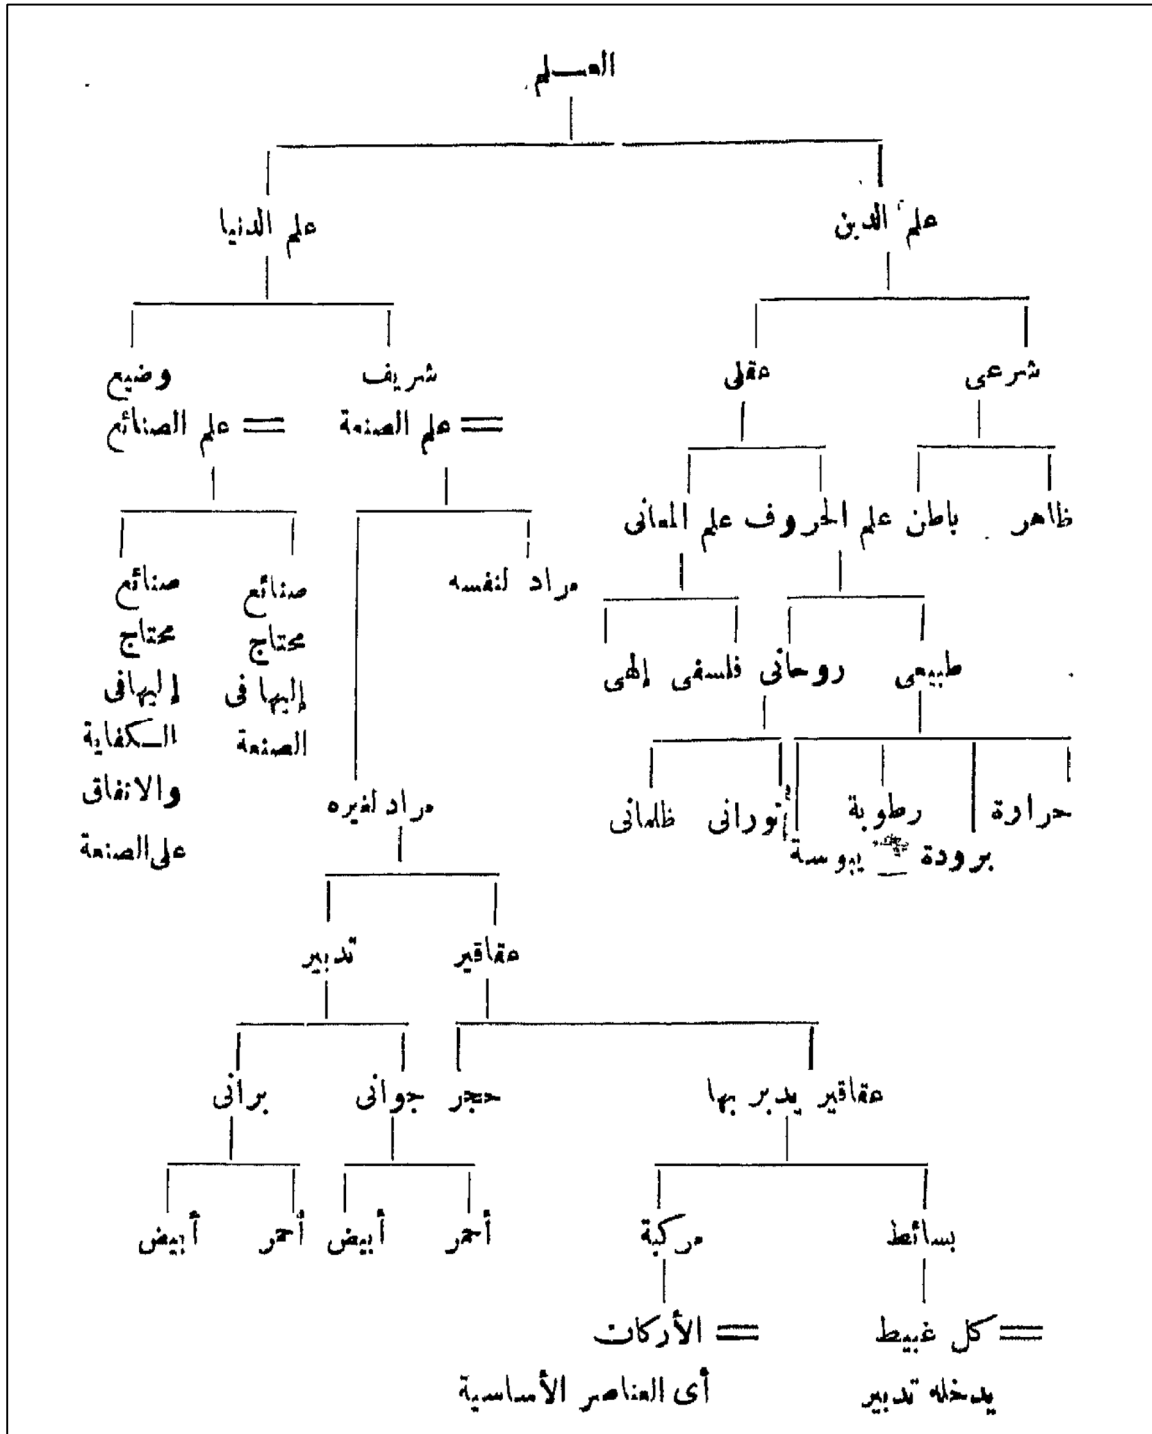 العـــلم
علم الدين علم الدنيا
شرعى عقلى شريف وضيع
= علم الصنعة = علم الصنائع
ظاهر باطن علم الحروف علم المعانى
مراد لنفسه صنائع صنائع
محتاج محتاج
طبيعى روحانى فلسفى إلهى إليها فى إليها فى
الصنعة الـكفاية
حرارة رطوبة نورانى ظلمانى مراد لغيره والاتفاق
برودة يبوسة على الصنعة
عقاقير تدبير
عقاقير يدبر بها حجر جوانى برانى
بسائط مركبة أحمر أبيض أحمر أبيض
= كل غبيط = الأركان
يدخله تدبير أى العناصر الأساسية